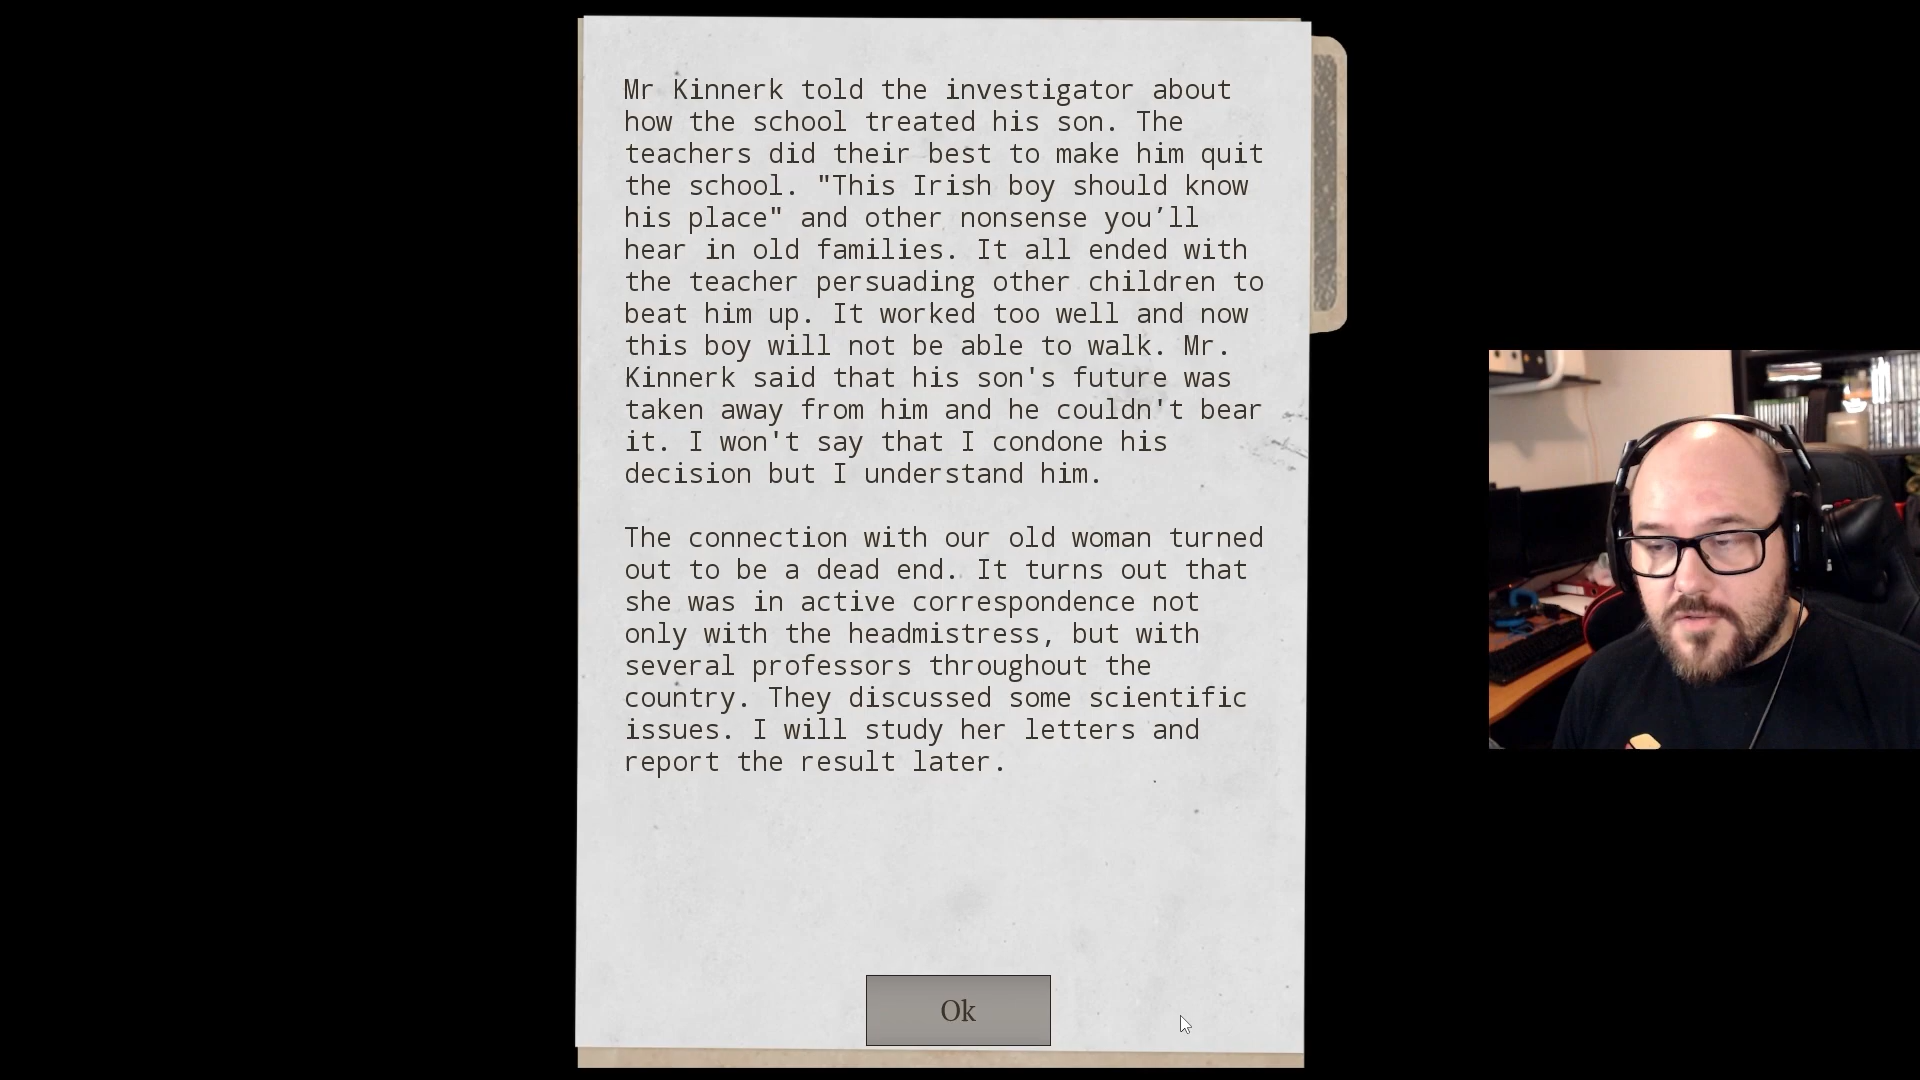 Mr Kinnerk told the investigator about
how the school treated his son. The
teachers did their best to make him quit
the school. "This Irish boy should know
his place" and other nonsense you’ll
hear in old families. It all ended with
the teacher persuading other children to
beat him up. It worked too well and now
this boy will not be able to walk. Mr.
Kinnerk said that his son's future was
taken away from him and he couldn't bear
it. I won't say that I condone his
decision but I understand him.
The connection with our old woman turned
out to be a dead end. It turns out that
she was in active correspondence not
only with the headmistress, but with
several professors throughout the
country. They discussed some scientific
issues. I will study her letters and
report the result later.
Ok